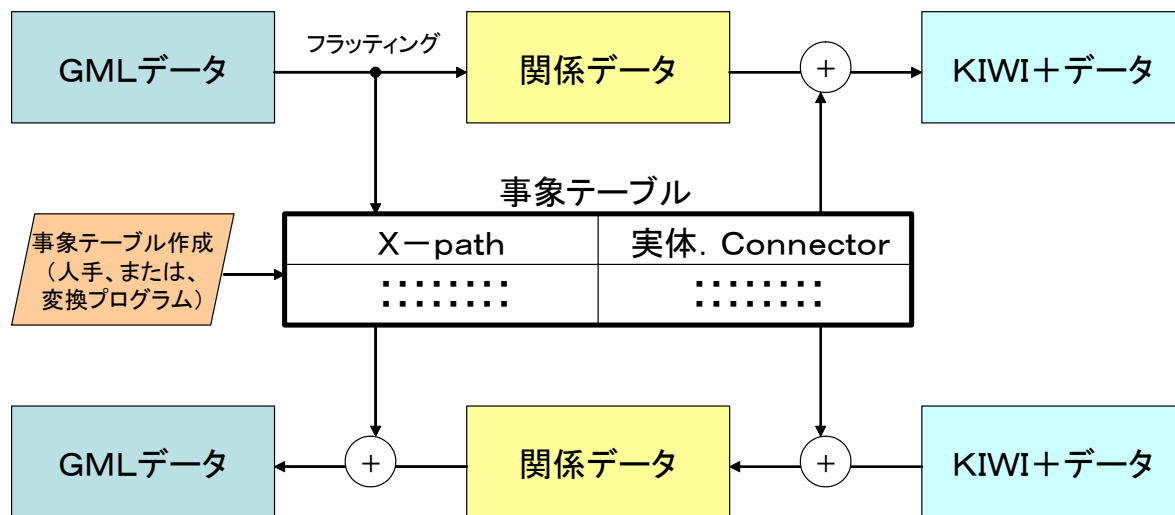 フラッティング
GMLデータ
関係データ
+
KIWI+データ
事象テーブル
事象テーブル作成
(人手、または、
変換プログラム)
X-path
実体. Connector
::::::::
::::::::
GMLデータ
+
関係データ
+
KIWI+データ